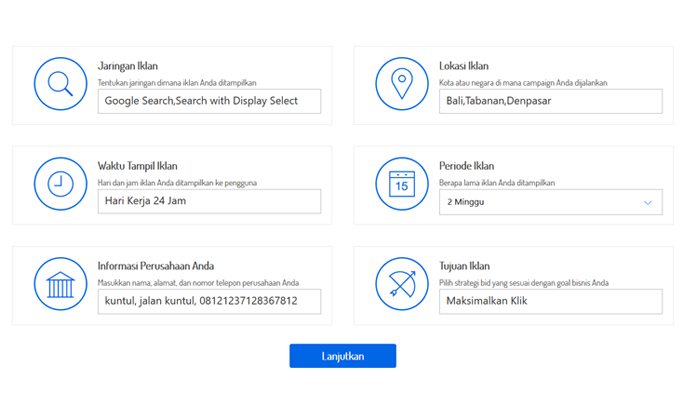 Jaringan Iklan
Tentukan jaringan dimana iklan Anda ditampilkan
Google Search,Search with Display Select
Lokasi Iklan
Kota atau negara di mana campaign Anda dijalankan
Bali,Tabanan,Denpasar
Waktu Tampil Iklan
Hari dan jam iklan Anda ditampilkan ke pengguna
Hari Kerja 24 Jam
Periode Iklan
Berapa lama iklan Anda ditampilkan
15
2 Minggu
Informasi Perusahaan Anda
Masukkan nama, alamat, dan nomor telepon perusahaan Anda
kuntul, jalan kuntul, 08121237128367812
Tujuan Iklan
Pilih strategi bid yang sesuai dengan goal bisnis Anda
Maksimalkan Klik
Lanjutkan